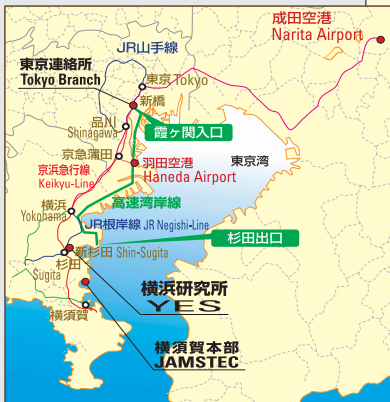 成田空港
Narita Airport
JR山手線
東京連絡所
Tokyo Branch
東京 Tokyo
新橋
品川
Shinagawa
霞ヶ関入口
京急蒲田
東京湾
京浜急行線
Keikyu-Line
羽田空港
Haneda Airport
高速湾岸線
横浜
Yokohama
JR根岸線 JR Negishi-Line
杉田出口
新杉田 Shin-Sugita
杉田
Sugita
横浜研究所
YES
横須賀
横須賀本部
JAMSTEC